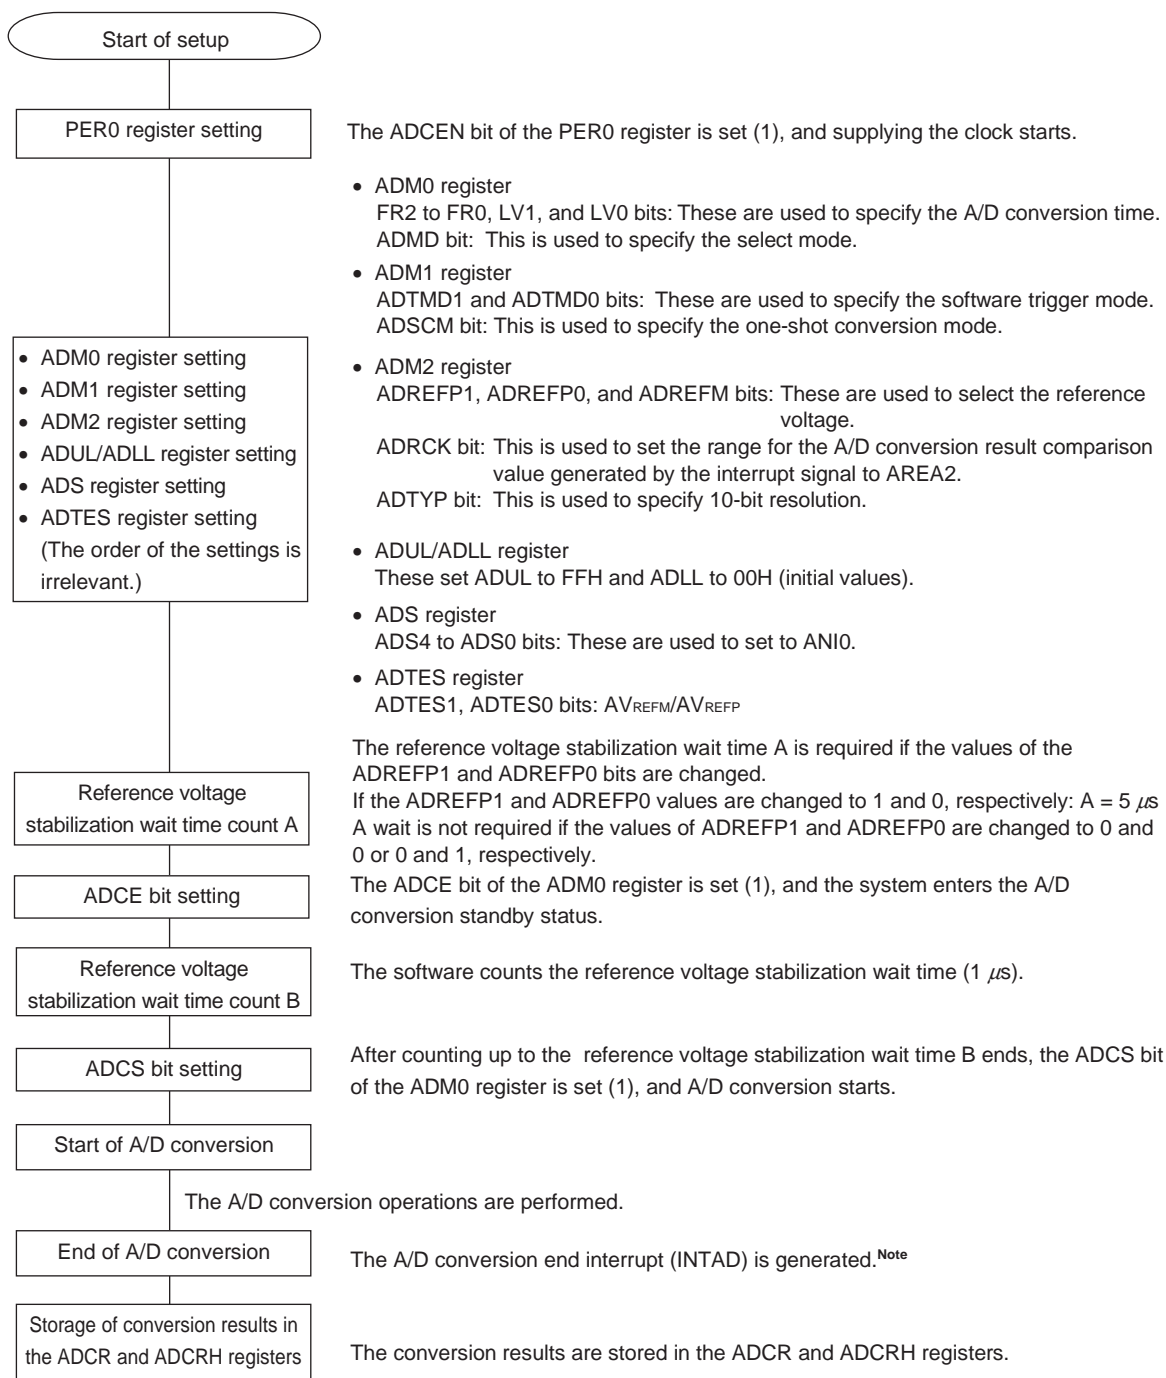 Start of setup
PER0 register setting
The ADCEN bit of the PER0 register is set (1), and supplying the clock starts.
• ADM0 register
FR2 to FR0, LV1, and LV0 bits: These are used to specify the A/D conversion time.
ADMD bit: This is used to specify the select mode.
• ADM1 register
ADTMD1 and ADTMD0 bits: These are used to specify the software trigger mode.
ADSCM bit: This is used to specify the one-shot conversion mode.
• ADM0 register setting
• ADM1 register setting
• ADM2 register setting
• ADUL/ADLL register setting
• ADS register setting
• ADTES register setting
(The order of the settings is
irrelevant.)
• ADM2 register
ADREFP1, ADREFP0, and ADREFM bits: These are used to select the reference
voltage.
ADRCK bit: This is used to set the range for the A/D conversion result comparison
value generated by the interrupt signal to AREA2.
ADTYP bit: This is used to specify 10-bit resolution.
• ADUL/ADLL register
These set ADUL to FFH and ADLL to 00H (initial values).
• ADS register
ADS4 to ADS0 bits: These are used to set to ANI0.
• ADTES register
ADTES1, ADTES0 bits: AVREFM/AVREFP
Reference voltage
stabilization wait time count A
The reference voltage stabilization wait time A is required if the values of the
ADREFP1 and ADREFP0 bits are changed.
If the ADREFP1 and ADREFP0 values are changed to 1 and 0, respectively: A = 5 μs
A wait is not required if the values of ADREFP1 and ADREFP0 are changed to 0 and
0 or 0 and 1, respectively.
ADCE bit setting
The ADCE bit of the ADM0 register is set (1), and the system enters the A/D
conversion standby status.
Reference voltage
stabilization wait time count B
The software counts the reference voltage stabilization wait time (1 μs).
ADCS bit setting
After counting up to the reference voltage stabilization wait time B ends, the ADCS bit
of the ADM0 register is set (1), and A/D conversion starts.
Start of A/D conversion
The A/D conversion operations are performed.
End of A/D conversion
The A/D conversion end interrupt (INTAD) is generated.Note
Storage of conversion results in
the ADCR and ADCRH registers
The conversion results are stored in the ADCR and ADCRH registers.